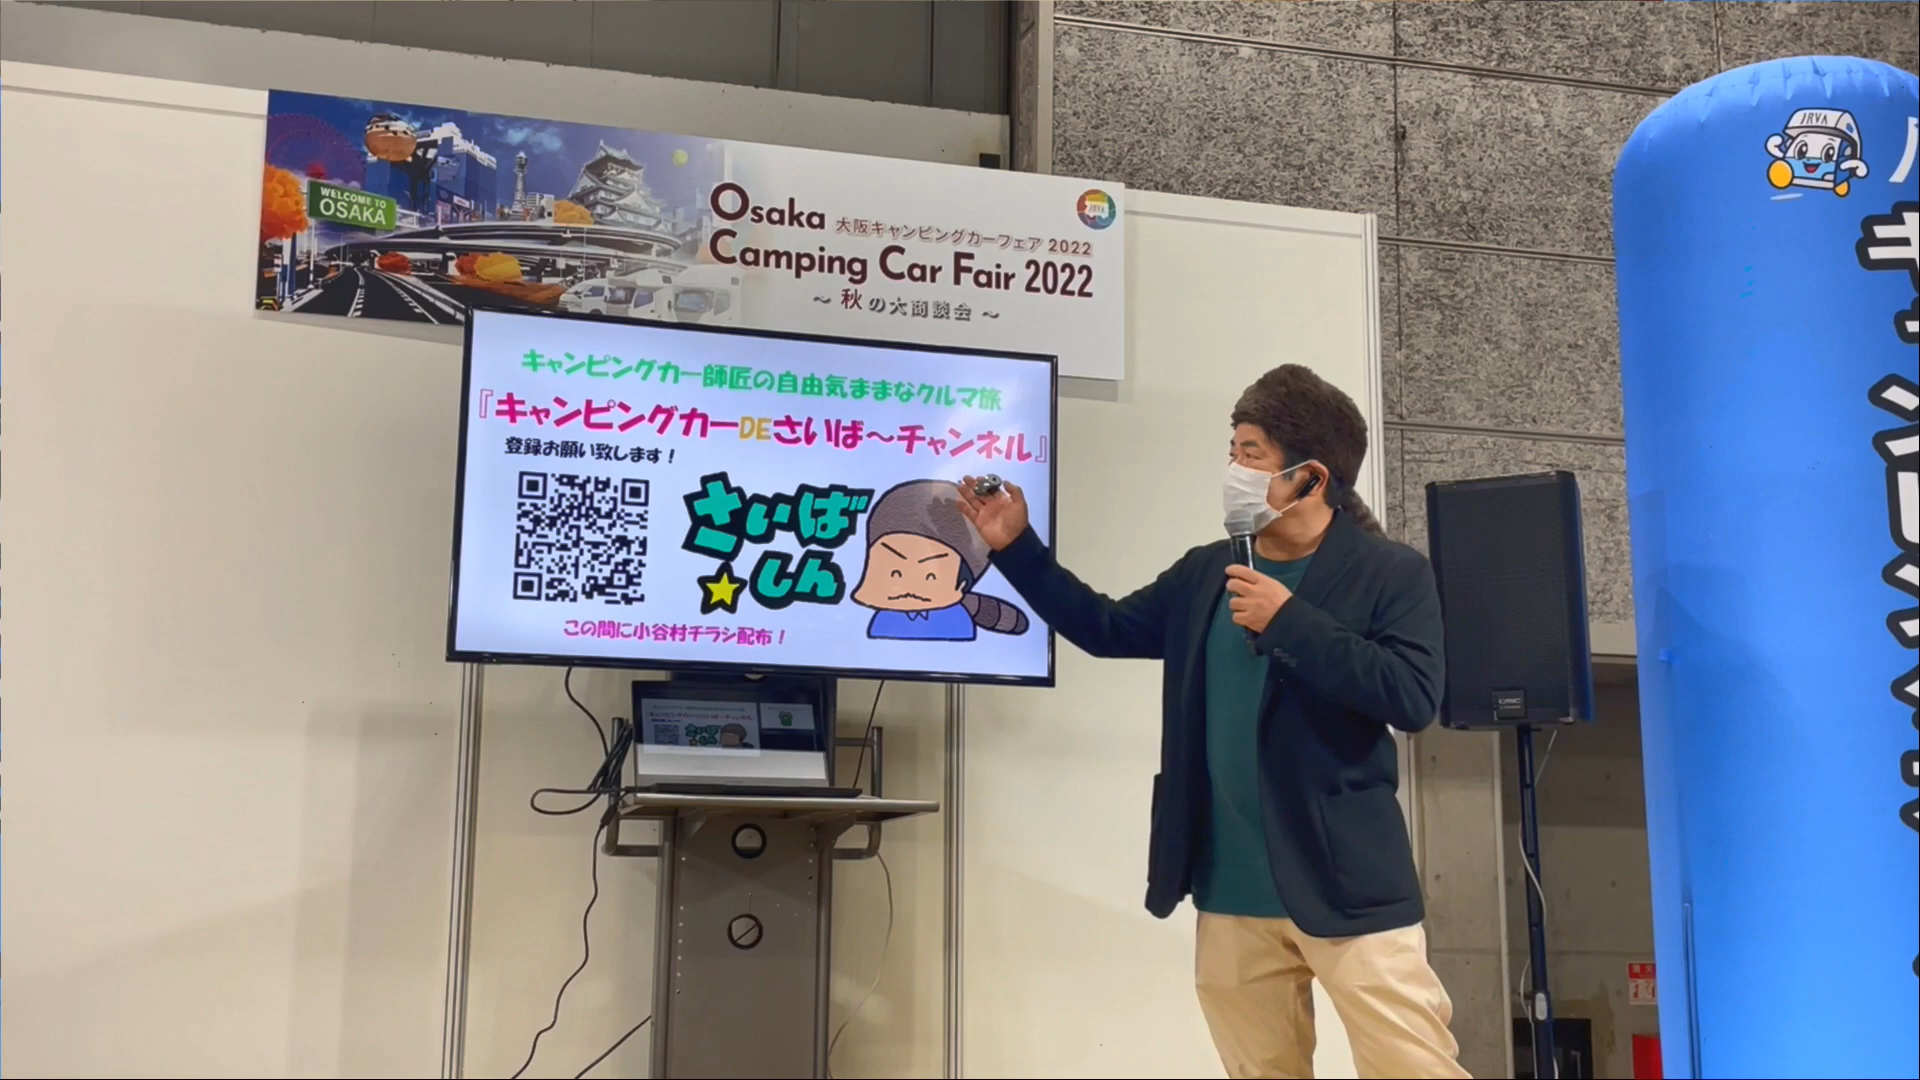 WELCOME TO
OSAKA
Osaka 大阪キャンピングカーフェア 2022
Camping Car Fair 2022
～ 秋の大商談会 ～
JRVA
キャンピングカー師匠の自由気ままなクルマ旅
『キャンピングカーDEさいば～チャンネル』
登録お願い致します！
さいば
しん
この間に小谷村チラシ配布！
JRVA
QSC